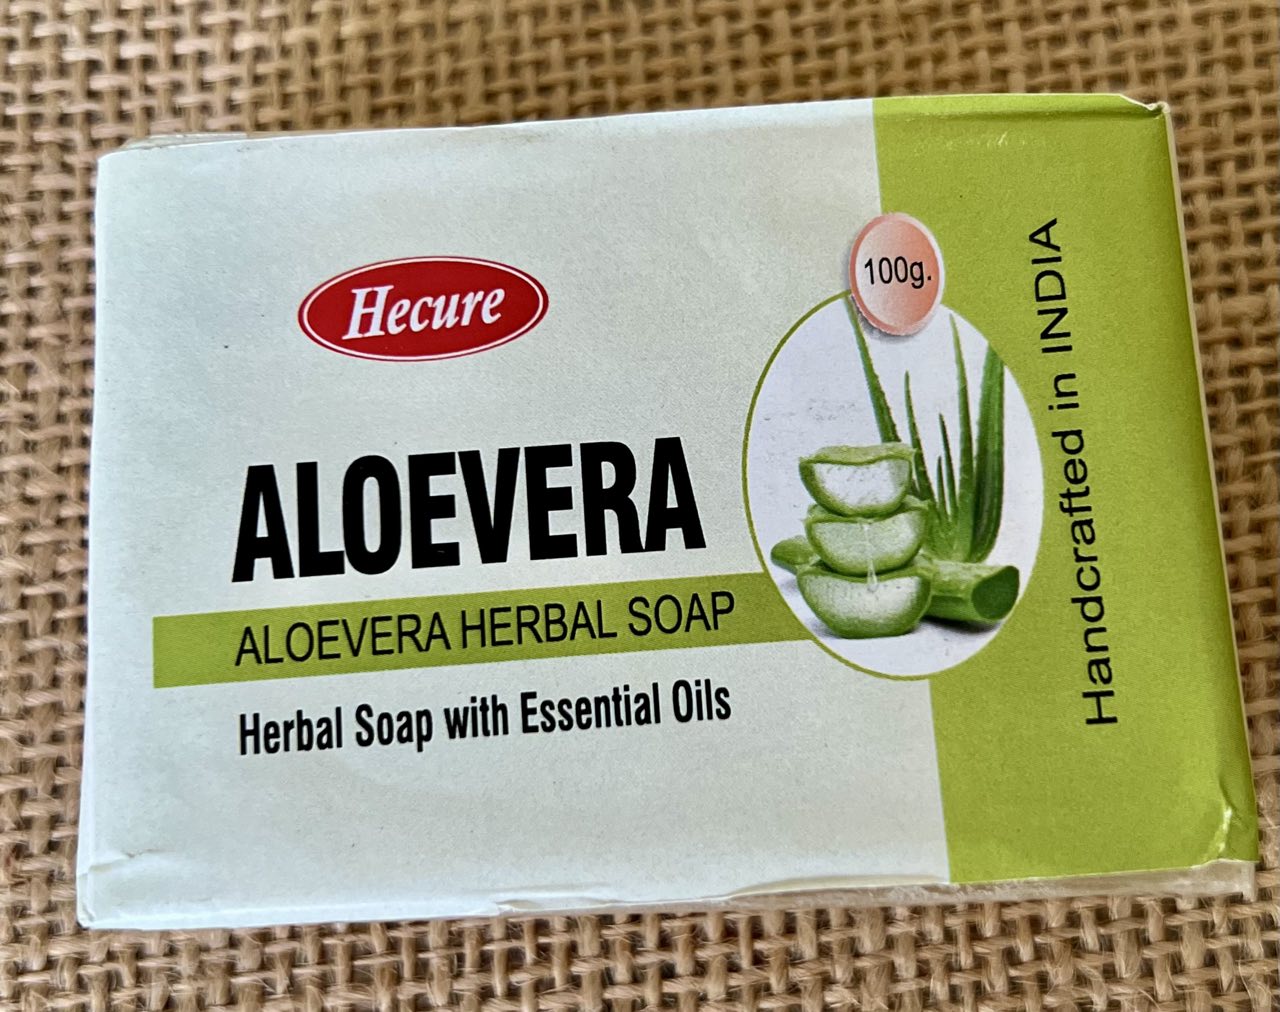 Hecure
100g.
ALOEVERA
ALOEVERA HERBAL SOAP
Herbal Soap with Essential Oils
Handcrafted in INDIA